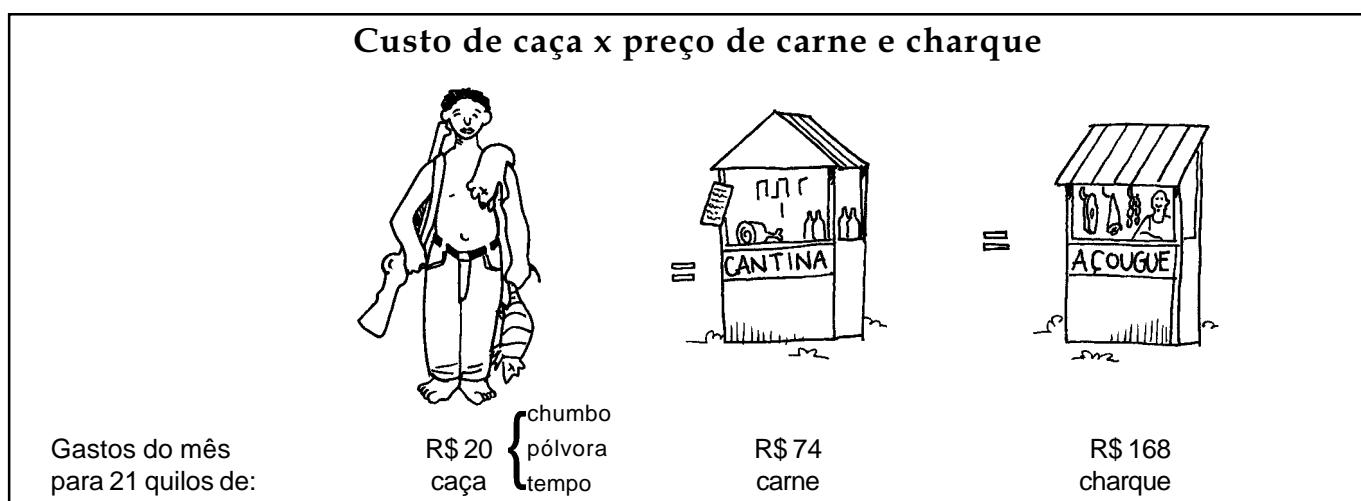 Custo de caça x preço de carne e charque
CANTINA
AÇOUGUE
Gastos do mês
para 21 quilos de:
R$ 20
caça
chumbo
pólvora
tempo
R$ 74
carne
R$ 168
charque